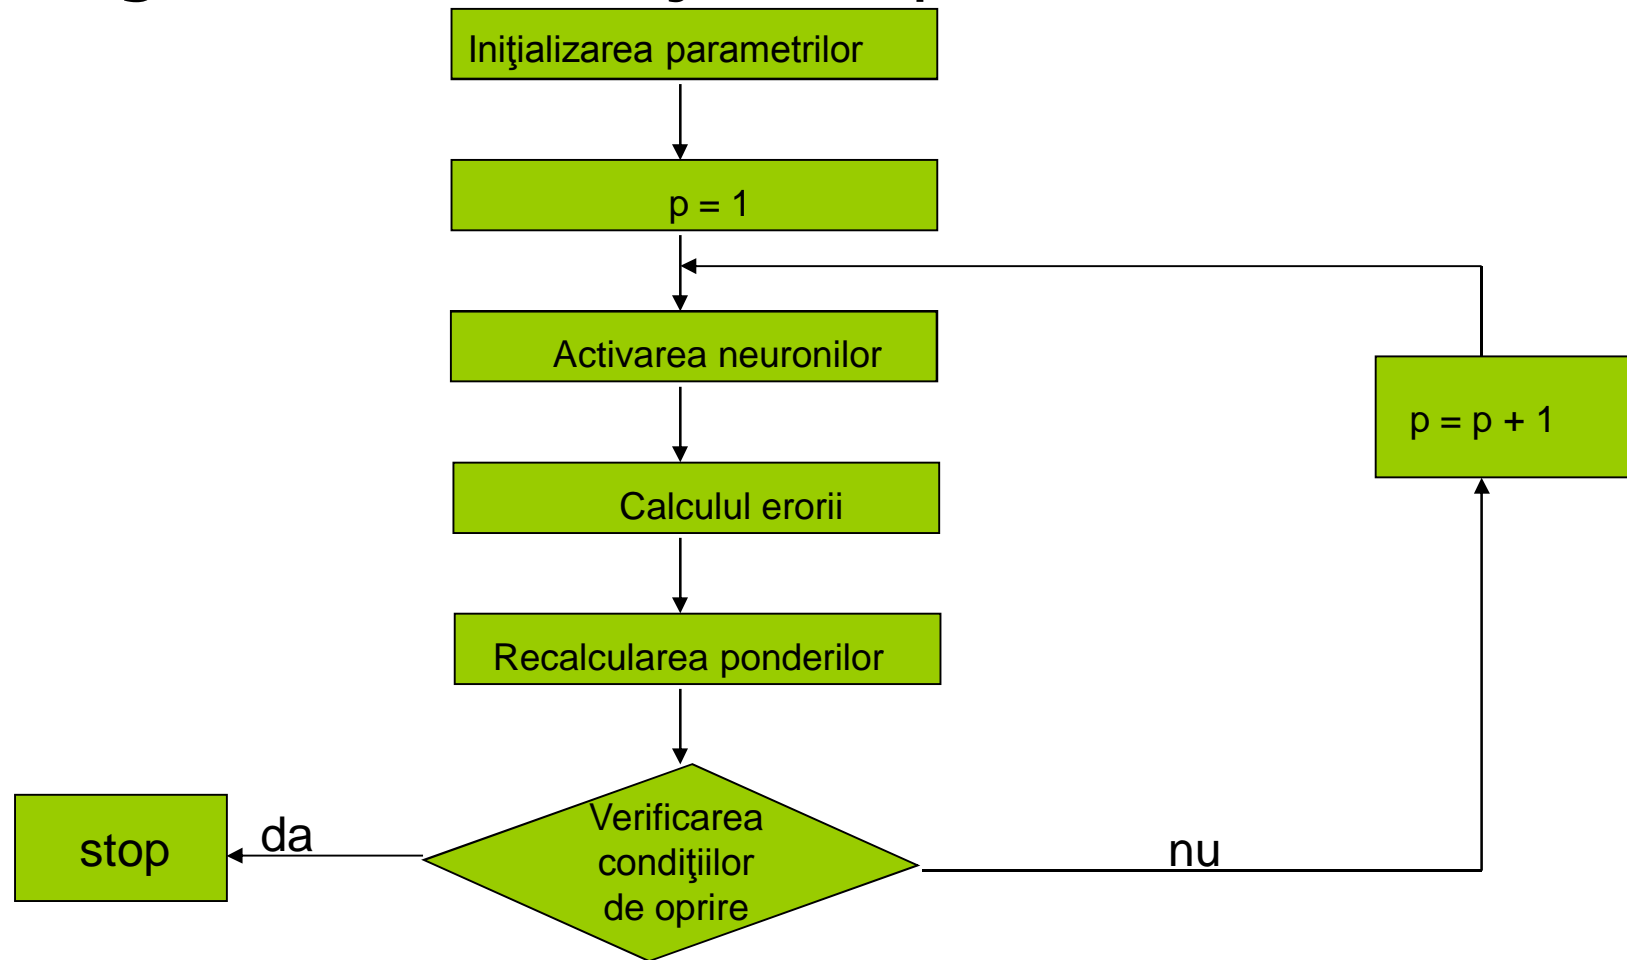 Iniţializarea parametrilor
p = 1
Activarea neuronilor
p = p + 1
Calculul erorii
Recalcularea ponderilor
Verificarea
condiţiilor
de oprire
stop
da
nu